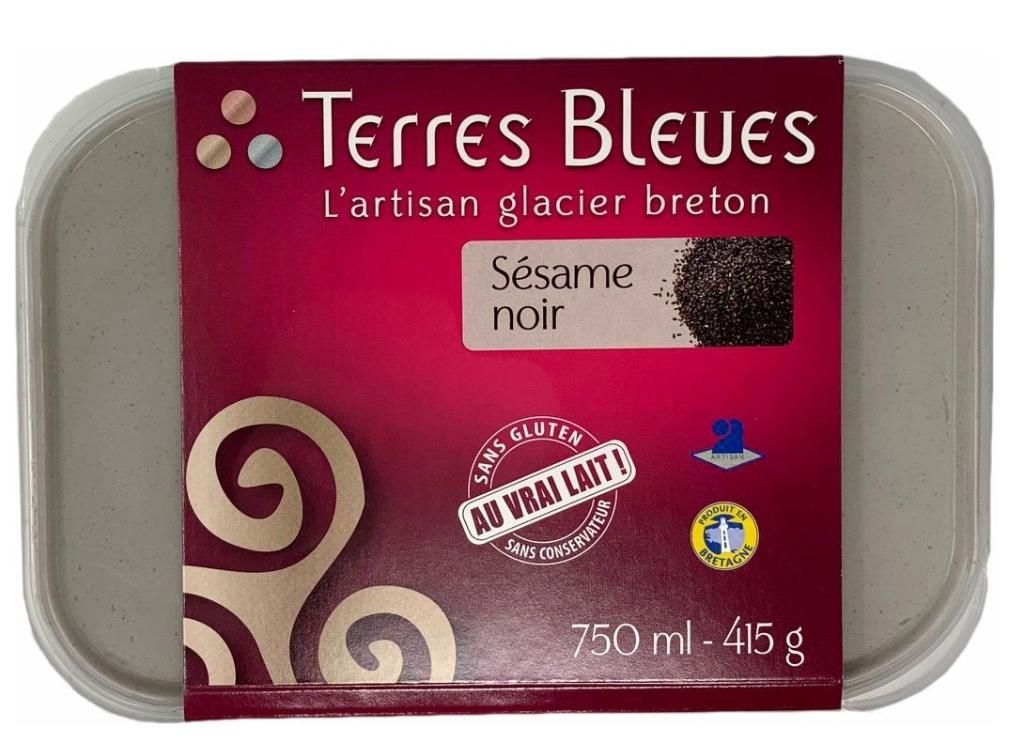 Terres Bleues
L'artisan glacier breton
Sésame
noir
SANS GLUTEN
AU VRAI LAIT !
SANS CONSERVATEUR
ARTISAN
PRODUIT EN
BRETAGNE
750 ml - 415 g